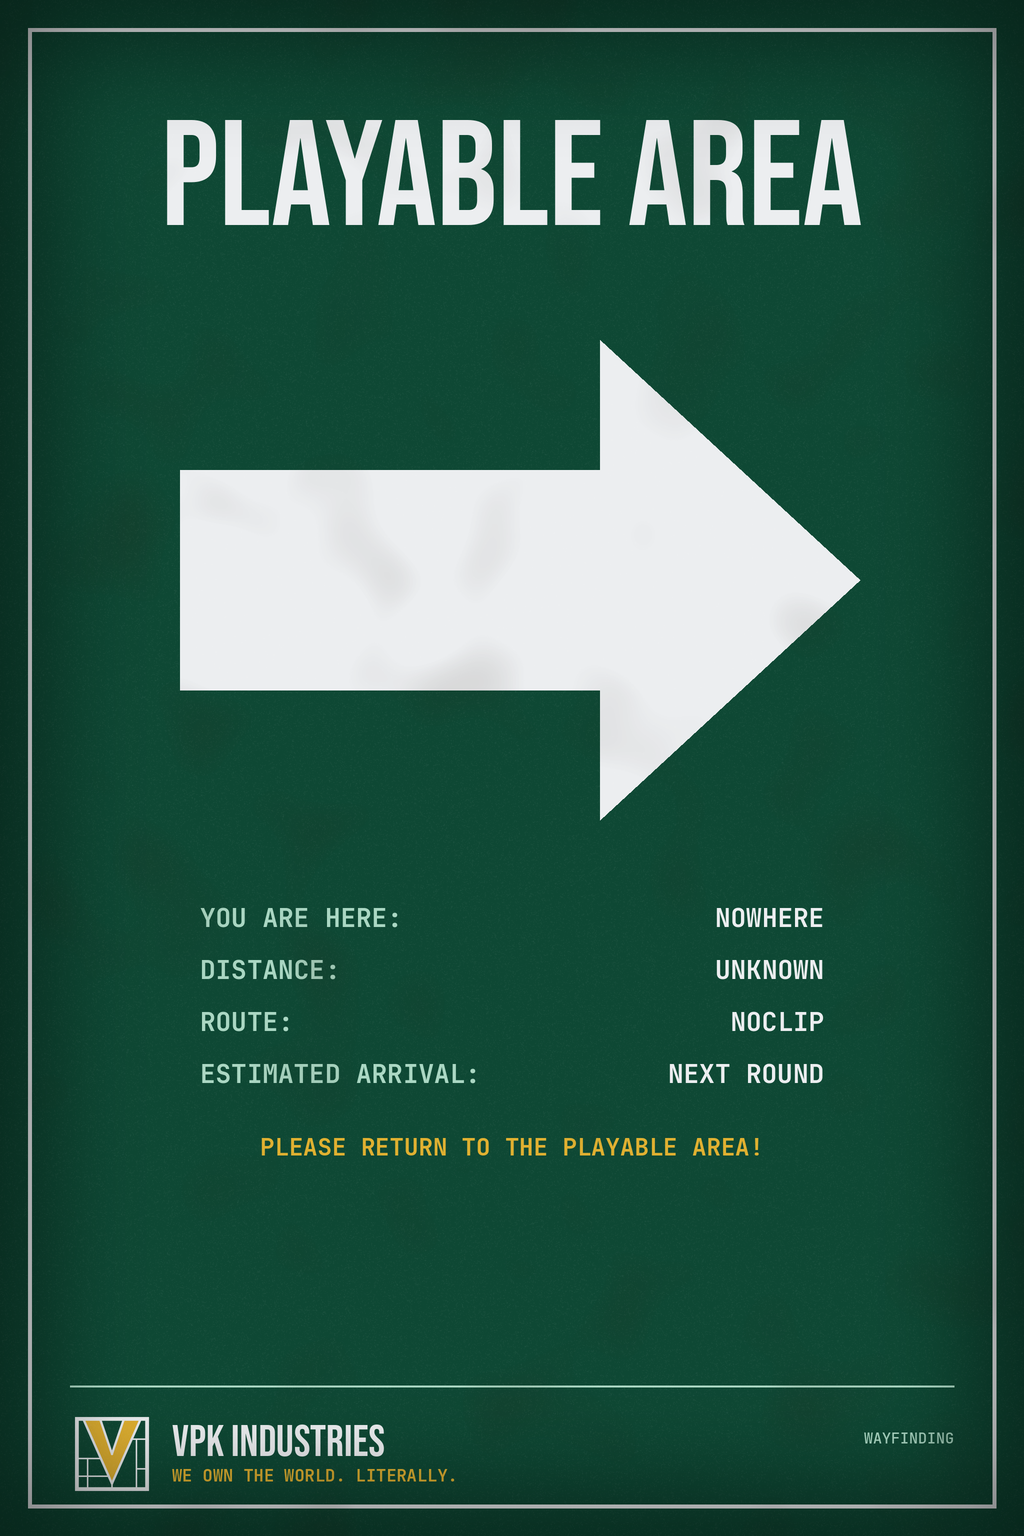 PLAYABLE AREA
YOU ARE HERE: NOWHERE
DISTANCE: UNKNOWN
ROUTE: NOCLIP
ESTIMATED ARRIVAL: NEXT ROUND
PLEASE RETURN TO THE PLAYABLE AREA!
VPK INDUSTRIES
WE OWN THE WORLD. LITERALLY.
WAYFINDING